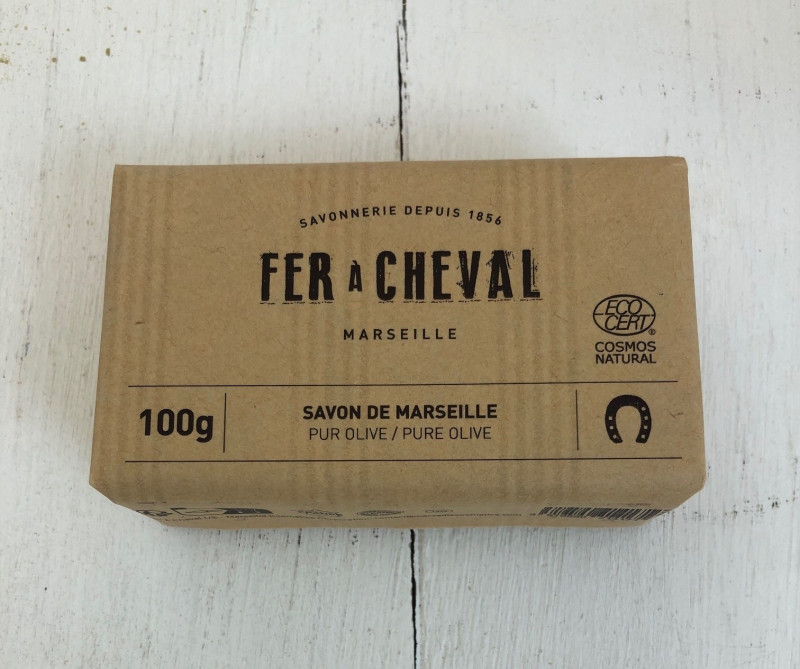 SAVONNERIE DEPUIS 1856
FER À CHEVAL
MARSEILLE
ECO
CERT®
COSMOS
NATURAL
100g
SAVON DE MARSEILLE
PUR OLIVE / PURE OLIVE